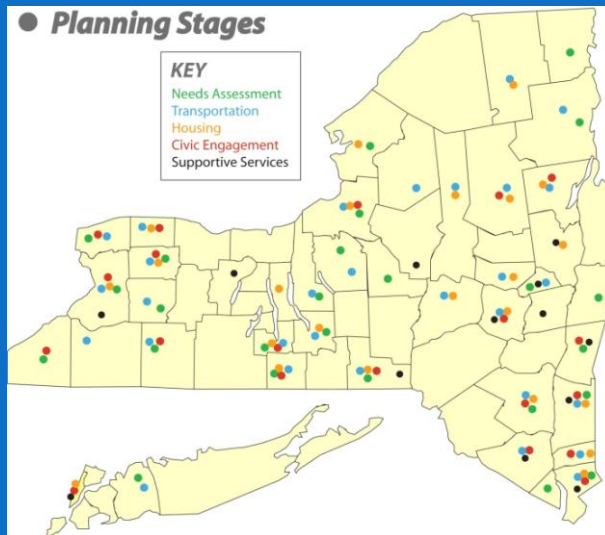 Planning Stages
KEY
Needs Assessment
Transportation
Housing
Civic Engagement
Supportive Services